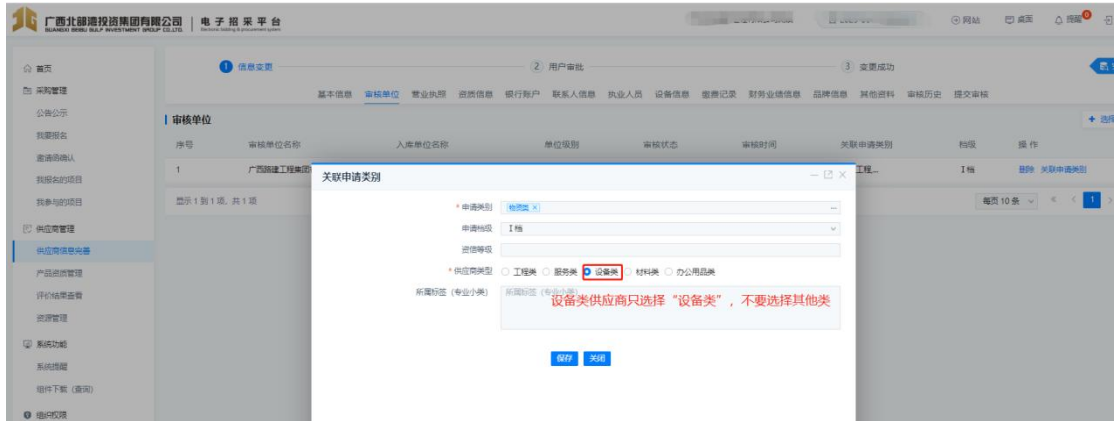 广西北部湾投资集团有限公司 电子招采平台
GUANGXI BEIBU GULF INVESTMENT GROUP CO.,LTD.
网站 桌面 提醒 0
首页
采购管理
公告公示
我要报名
邀请函确认
我报名的项目
我参与的项目
供应商管理
供应商信息完善
产品资质管理
评价结果查看
资源管理
系统功能
系统提醒
组件下载(查询)
组织权限
1 信息变更 2 用户审批 3 变更成功
基本信息 审核单位 营业执照 资质信息 银行账户 联系人信息 执业人员 设备信息 缴费记录 财务业绩信息 品牌信息 其他资料 审核历史 提交审核
审核单位
序号 审核单位名称 入库单位名称 单位级别 审核状态 审核时间 关联申请类别 档级 操作
1 广西路建工程集团 工程... I档 删除 关联申请类别
显示1到1项,共1项 每页10条 1
关联申请类别
* 申请类别 物资类 ×
申请档级 I档
资信等级
* 供应商类型 工程类 服务类 设备类 材料类 办公用品类
所属标签(专业小类) 所属标签(专业小类)
设备类供应商只选择“设备类”,不要选择其他类
保存 关闭